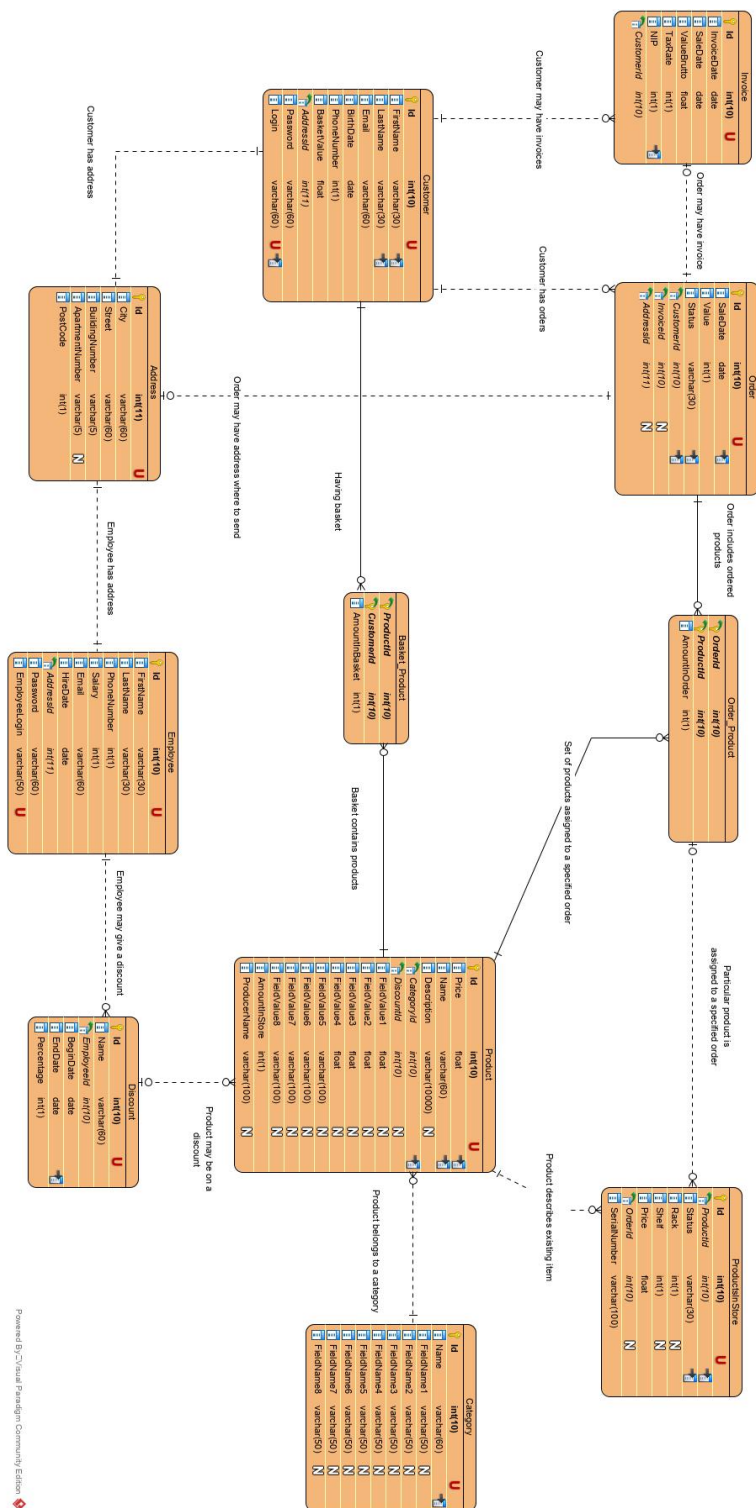 Invoice
Id int(10) U
InvoiceDate date
SaleDate date
ValueBrutto float
TaxRate int(1)
NIP int(1)
CustomerId int(10)
Order may have invoice
Order
Id int(10) U
SaleDate date
Value int(1)
Status varchar(30)
CustomerId int(10)
InvoiceId int(10) N
AddressId int(11) N
Order includes ordered
products
Order_Product
OrderId int(10)
ProductId int(10)
AmountInOrder int(1)
Particular product is
assigned to a specified order
ProductsInStore
Id int(10) U
ProductId int(10)
Status varchar(30)
Rack int(1) N
Shelf int(1) N
Price float
OrderId int(10) N
SerialNumber varchar(100)
Customer may have invoices
Customer has orders
Set of products assigned to a specified order
Product describes existing item
Customer
Id int(10) U
FirstName varchar(30)
LastName varchar(30)
Email varchar(60)
BirthDate date
PhoneNumber int(1)
BasketValue float
AddressId int(11)
Password varchar(60)
Login varchar(60) U
Having basket
Basket_Product
ProductId int(10)
CustomerId int(10)
AmountInBasket int(1)
Basket contains products
Product
Id int(10) U
Price float
Name varchar(60)
Description varchar(10000) N
CategoryId int(10)
DiscountId int(10) N
FieldValue1 float N
FieldValue2 float N
FieldValue3 float N
FieldValue4 float N
FieldValue5 varchar(100) N
FieldValue6 varchar(100) N
FieldValue7 varchar(100) N
FieldValue8 varchar(100) N
AmountInStore int(1)
ProducerName varchar(100) N
Product belongs to a category
Category
Id int(10) U
Name varchar(60)
FieldName1 varchar(50) N
FieldName2 varchar(50) N
FieldName3 varchar(50) N
FieldName4 varchar(50) N
FieldName5 varchar(50) N
FieldName6 varchar(50) N
FieldName7 varchar(50) N
FieldName8 varchar(50) N
Customer has address
Order may have address where to send
Product may be on a
discount
Address
Id int(11) U
City varchar(60)
Street varchar(60)
BuildingNumber varchar(5)
ApartmentNumber varchar(5) N
PostCode int(1)
Employee has address
Employee
Id int(10) U
FirstName varchar(30)
LastName varchar(30)
PhoneNumber int(1)
Salary int(1)
Email varchar(60)
HireDate date
AddressId int(11)
Password varchar(60)
EmployeeLogin varchar(50) U
Employee may give a discount
Discount
Id int(10) U
Name varchar(60)
EmployeeId int(10)
BeginDate date
EndDate date
Percentage int(1)
Powered By Visual Paradigm Community Edition